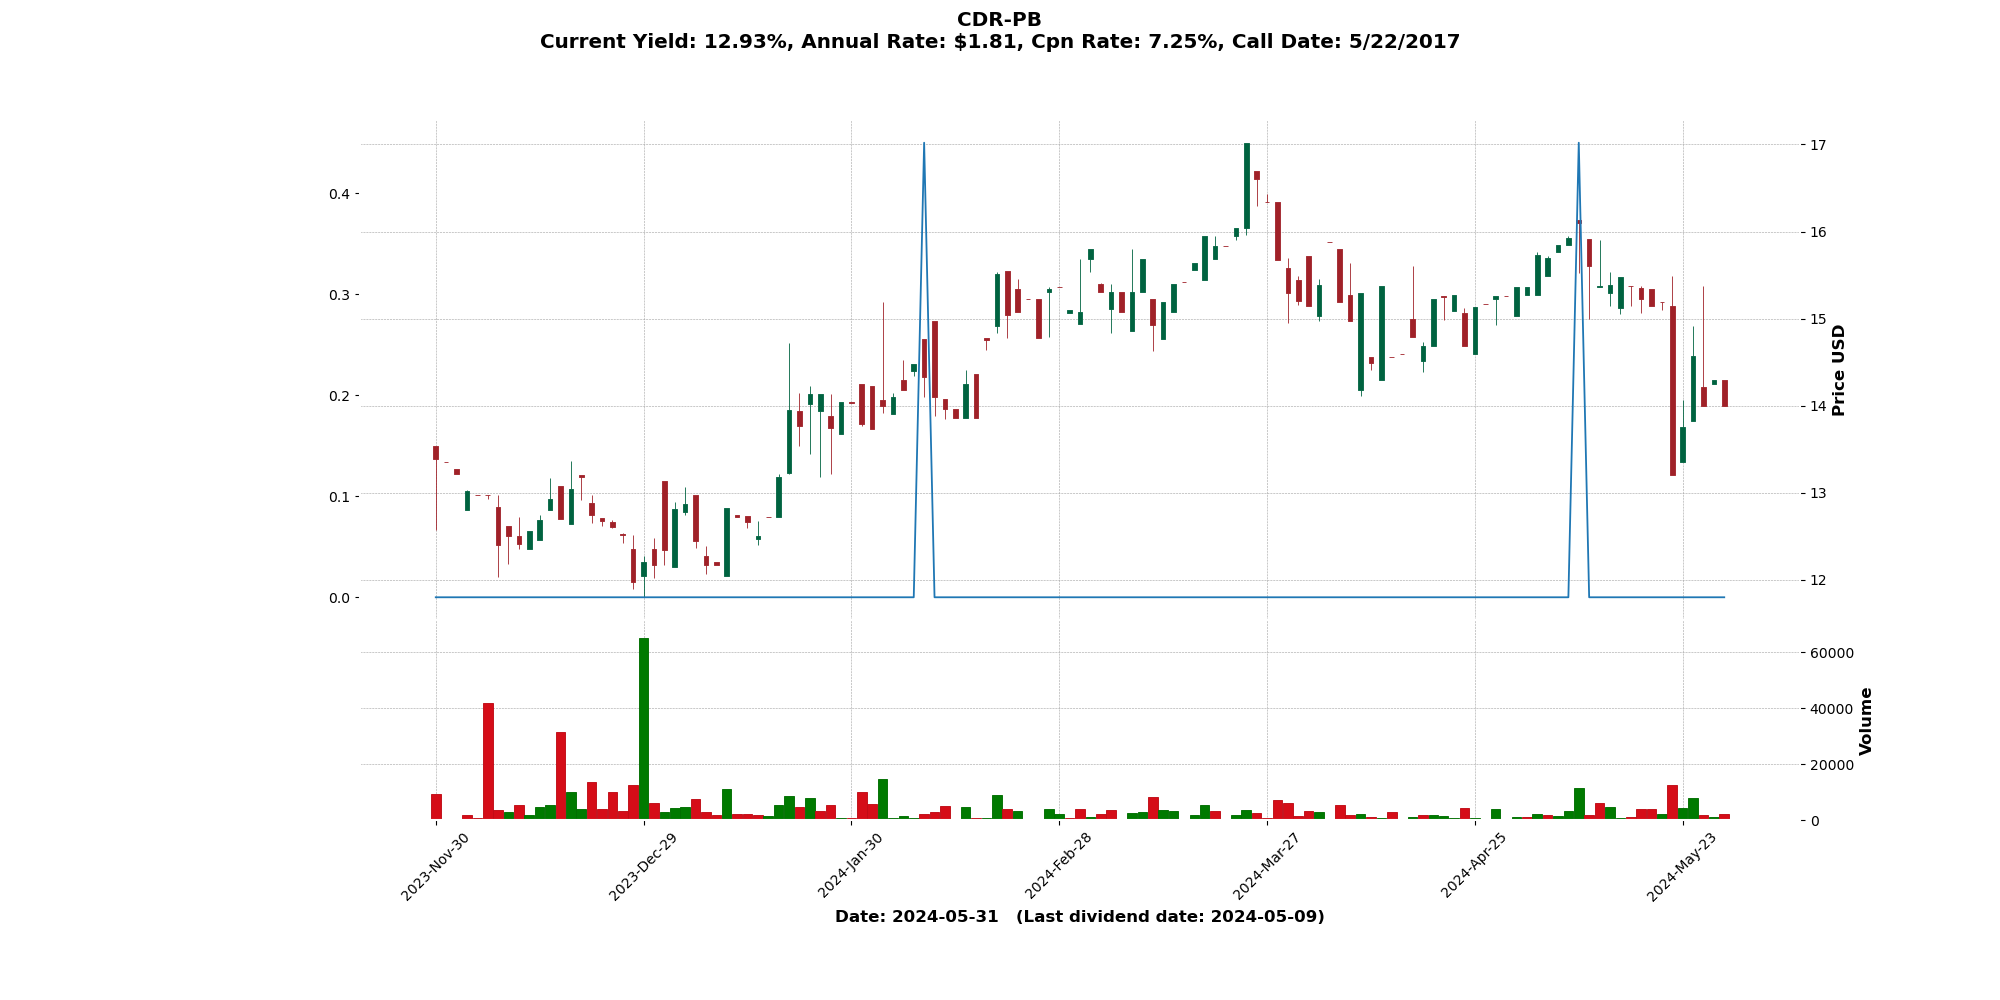 CDR-PB
Current Yield: 12.93%, Annual Rate: $1.81, Cpn Rate: 7.25%, Call Date: 5/22/2017
17
0.4
16
0.3
15
Price USD
0.2
14
0.1
13
12
0.0
60000
40000
Volume
20000
0
2023-Nov-30
2023-Dec-29
2024-Jan-30
2024-Feb-28
2024-Mar-27
2024-Apr-25
2024-May-23
Date: 2024-05-31 (Last dividend date: 2024-05-09)